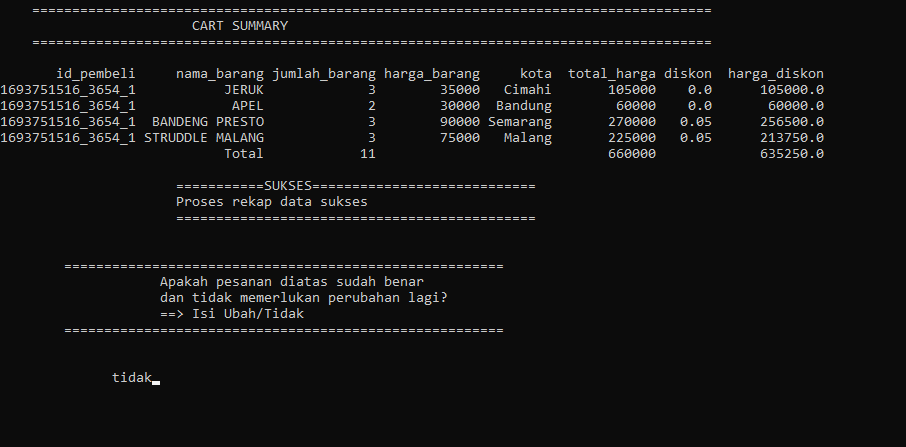 =====================================================================================
CART SUMMARY
=====================================================================================
id_pembeli nama_barang jumlah_barang harga_barang kota total_harga diskon harga_diskon
1693751516_3654_1 JERUK 3 35000 Cimahi 105000 0.0 105000.0
1693751516_3654_1 APEL 2 30000 Bandung 60000 0.0 60000.0
1693751516_3654_1 BANDENG PRESTO 3 90000 Semarang 270000 0.05 256500.0
1693751516_3654_1 STRUDDLE MALANG 3 75000 Malang 225000 0.05 213750.0
Total 11 660000 635250.0
===========SUKSES============================
Proses rekap data sukses
=============================================
=======================================================
Apakah pesanan diatas sudah benar
dan tidak memerlukan perubahan lagi?
==> Isi Ubah/Tidak
=======================================================
tidak